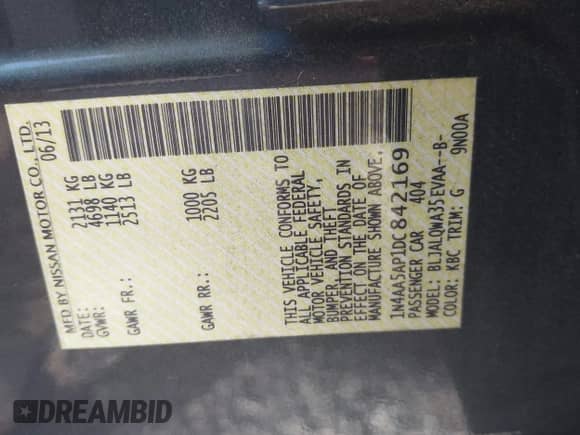 MFD BY NISSAN MOTOR CO., LTD.
DATE: 06/13
GVWR: 2131 KG
4698 LB
GAWR FR.: 1140 KG
2513 LB
GAWR RR.: 1000 KG
2205 LB
THIS VEHICLE CONFORMS TO
ALL APPLICABLE FEDERAL
MOTOR VEHICLE SAFETY,
BUMPER, AND THEFT
PREVENTION STANDARDS IN
EFFECT ON THE DATE OF
MANUFACTURE SHOWN ABOVE.
1N4AA5AP1DC842169
PASSENGER CAR 404
MODEL: BLJALQWA35EVAA--B-
COLOR: KBC TRIM: G 9N00A
DREAMBID